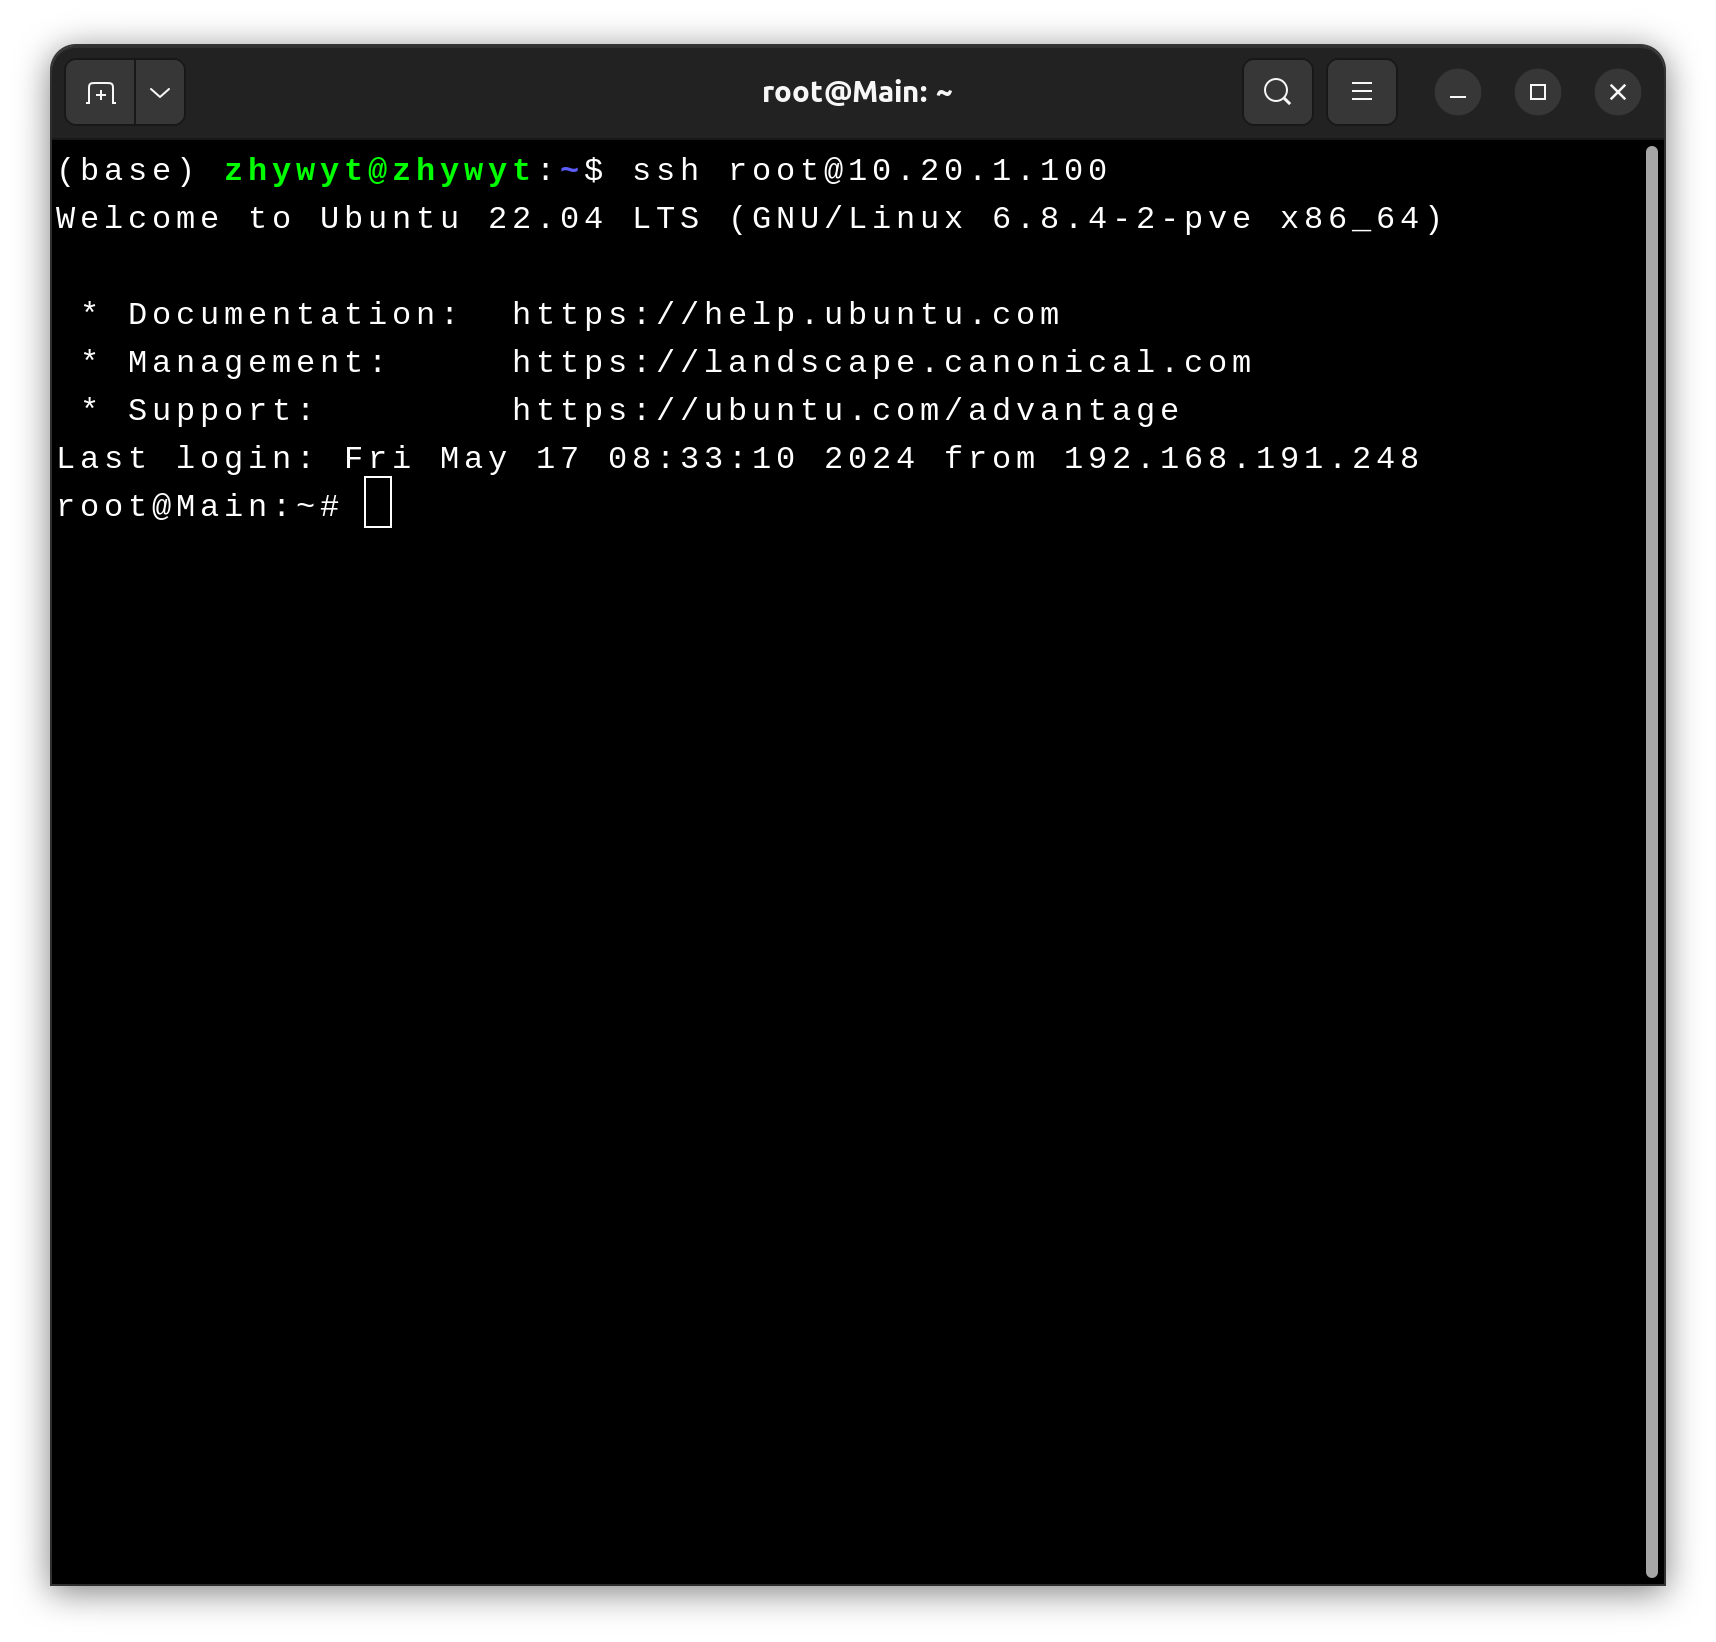 root@Main: ~
(base) zhywyt@zhywyt:~$ ssh root@10.20.1.100
Welcome to Ubuntu 22.04 LTS (GNU/Linux 6.8.4-2-pve x86_64)

 * Documentation:  https://help.ubuntu.com
 * Management:     https://landscape.canonical.com
 * Support:        https://ubuntu.com/advantage
Last login: Fri May 17 08:33:10 2024 from 192.168.191.248
root@Main:~#